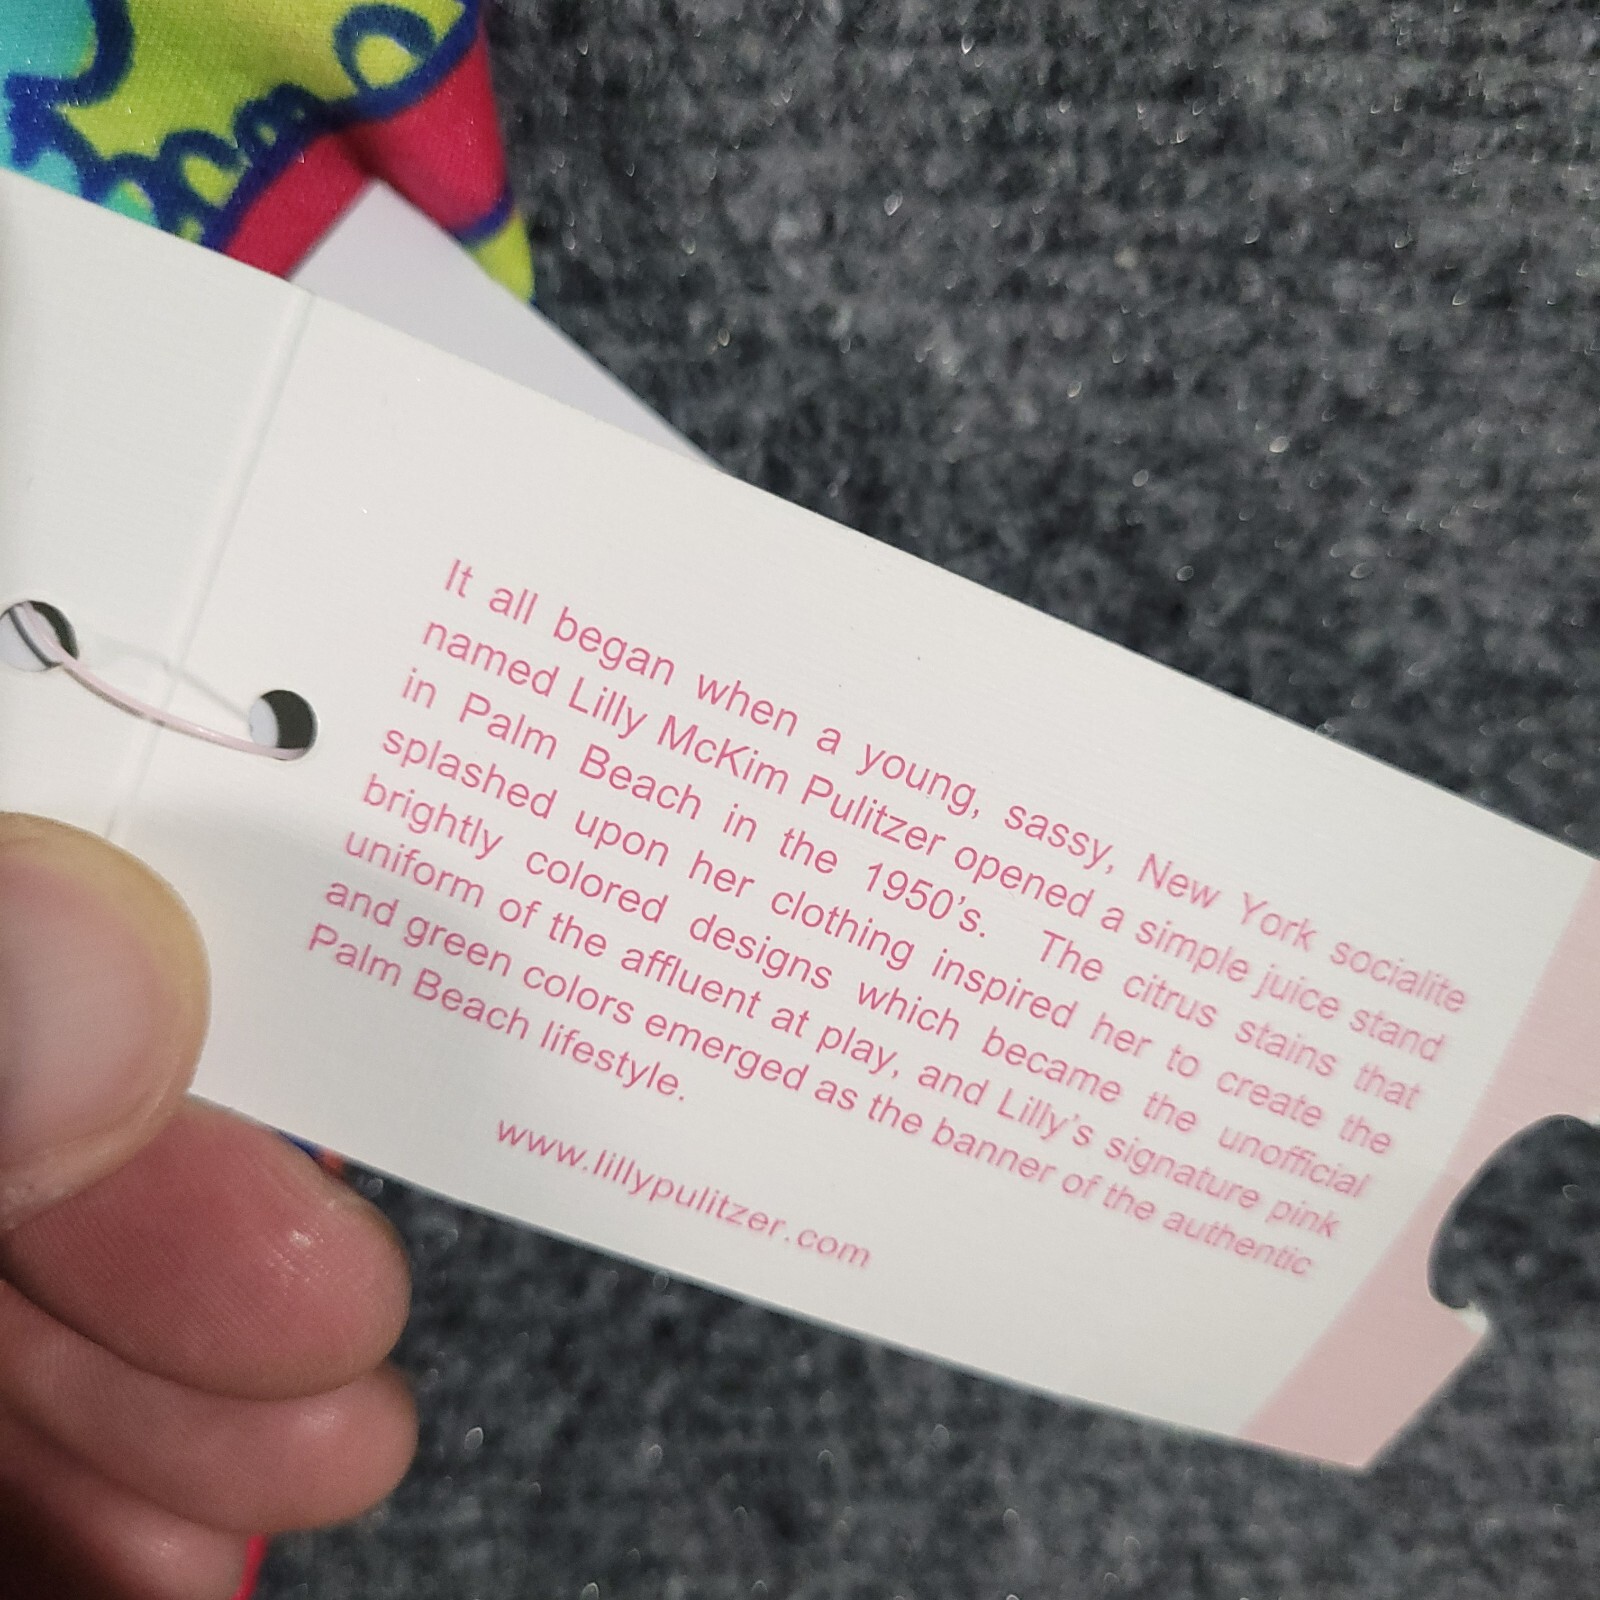 It all began when a young, sassy, New York socialite
named Lilly McKim Pulitzer opened a simple juice stand
in Palm Beach in the 1950's. The citrus stains that
splashed upon her clothing inspired her to create the
brightly colored designs which became the unofficial
uniform of the affluent at play, and Lilly's signature pink
and green colors emerged as the banner of the authentic
Palm Beach lifestyle.
www.lillypulitzer.com